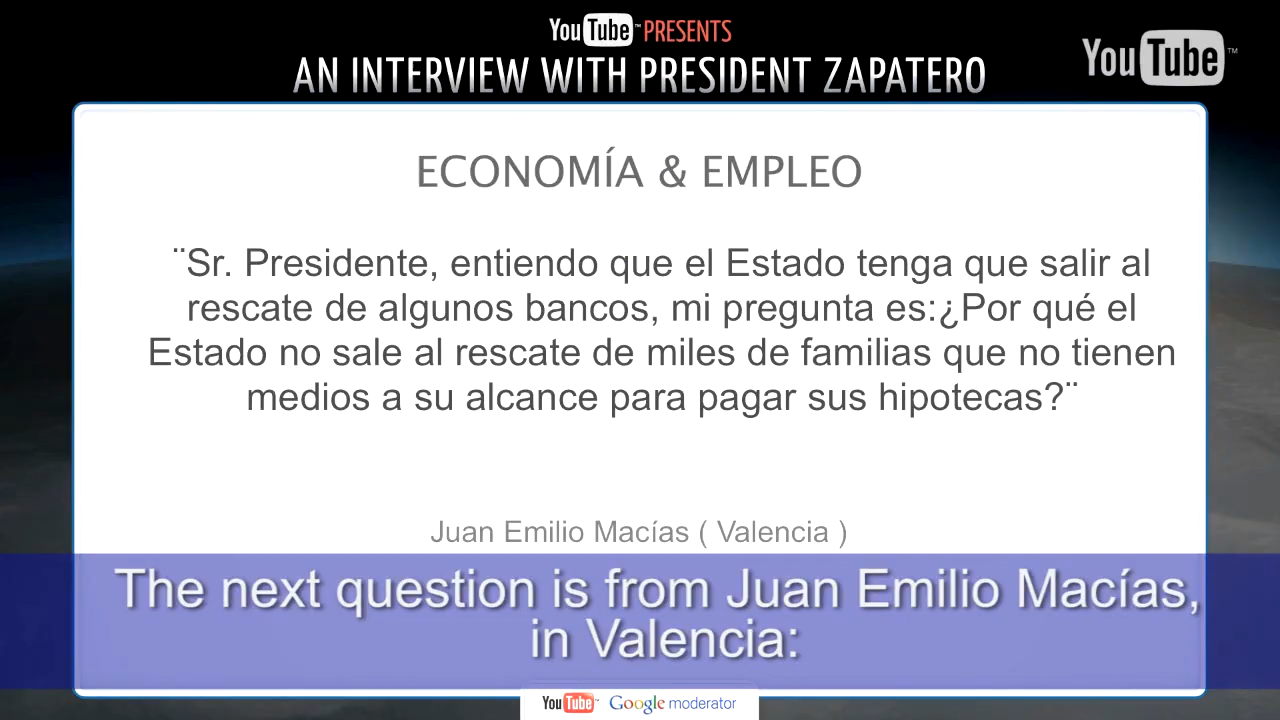 YouTube™ PRESENTS
YouTube™
AN INTERVIEW WITH PRESIDENT ZAPATERO
ECONOMÍA & EMPLEO
¨Sr. Presidente, entiendo que el Estado tenga que salir al
rescate de algunos bancos, mi pregunta es:¿Por qué el
Estado no sale al rescate de miles de familias que no tienen
medios a su alcance para pagar sus hipotecas?¨
Juan Emilio Macías ( Valencia )
The next question is from Juan Emilio Macías,
in Valencia:
YouTube™ Google moderator